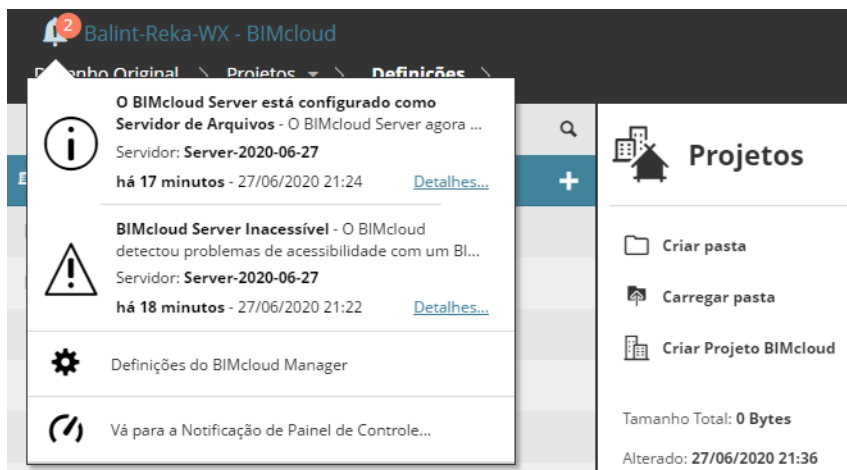 2
Balint-Reka-WX - BIMcloud
Desenho Original > Projetos > Definições >
O BIMcloud Server está configurado como
Servidor de Arquivos - O BIMcloud Server agora ...
Servidor: Server-2020-06-27
há 17 minutos - 27/06/2020 21:24 Detalhes...
BIMcloud Server Inacessível - O BIMcloud
detectou problemas de acessibilidade com um BI...
Servidor: Server-2020-06-27
há 18 minutos - 27/06/2020 21:22 Detalhes...
Definições do BIMcloud Manager
Vá para a Notificação de Painel de Controle...
Projetos
Criar pasta
Carregar pasta
Criar Projeto BIMcloud
Tamanho Total: 0 Bytes
Alterado: 27/06/2020 21:36